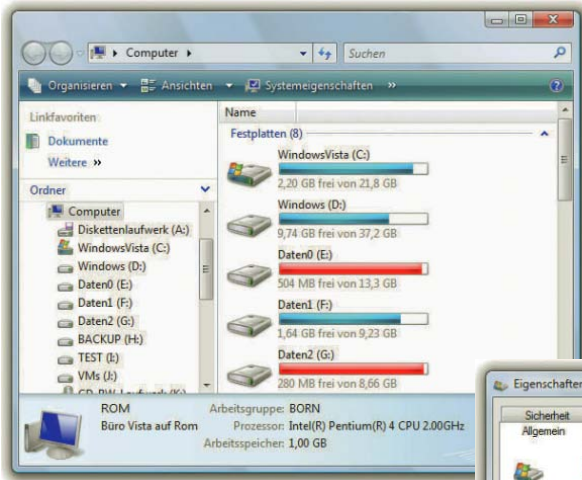 Computer
Suchen
Organisieren Ansichten Systemeigenschaften »
Linkfavoriten
Dokumente
Weitere »
Ordner
Computer
Diskettenlaufwerk (A:)
WindowsVista (C:)
Windows (D:)
Daten0 (E:)
Daten1 (F:)
Daten2 (G:)
BACKUP (H:)
TEST (I:)
VMs (J:)
CD-RW-Laufwerk (K:)
Name
Festplatten (8)
WindowsVista (C:)
2,20 GB frei von 21,8 GB
Windows (D:)
9,74 GB frei von 37,2 GB
Daten0 (E:)
504 MB frei von 13,3 GB
Daten1 (F:)
1,64 GB frei von 9,23 GB
Daten2 (G:)
280 MB frei von 8,66 GB
ROM Arbeitsgruppe: BORN
Büro Vista auf Rom Prozessor: Intel(R) Pentium(R) 4 CPU 2.00GHz
Arbeitsspeicher: 1,00 GB
Eigenschaften
Sicherheit
Allgemein